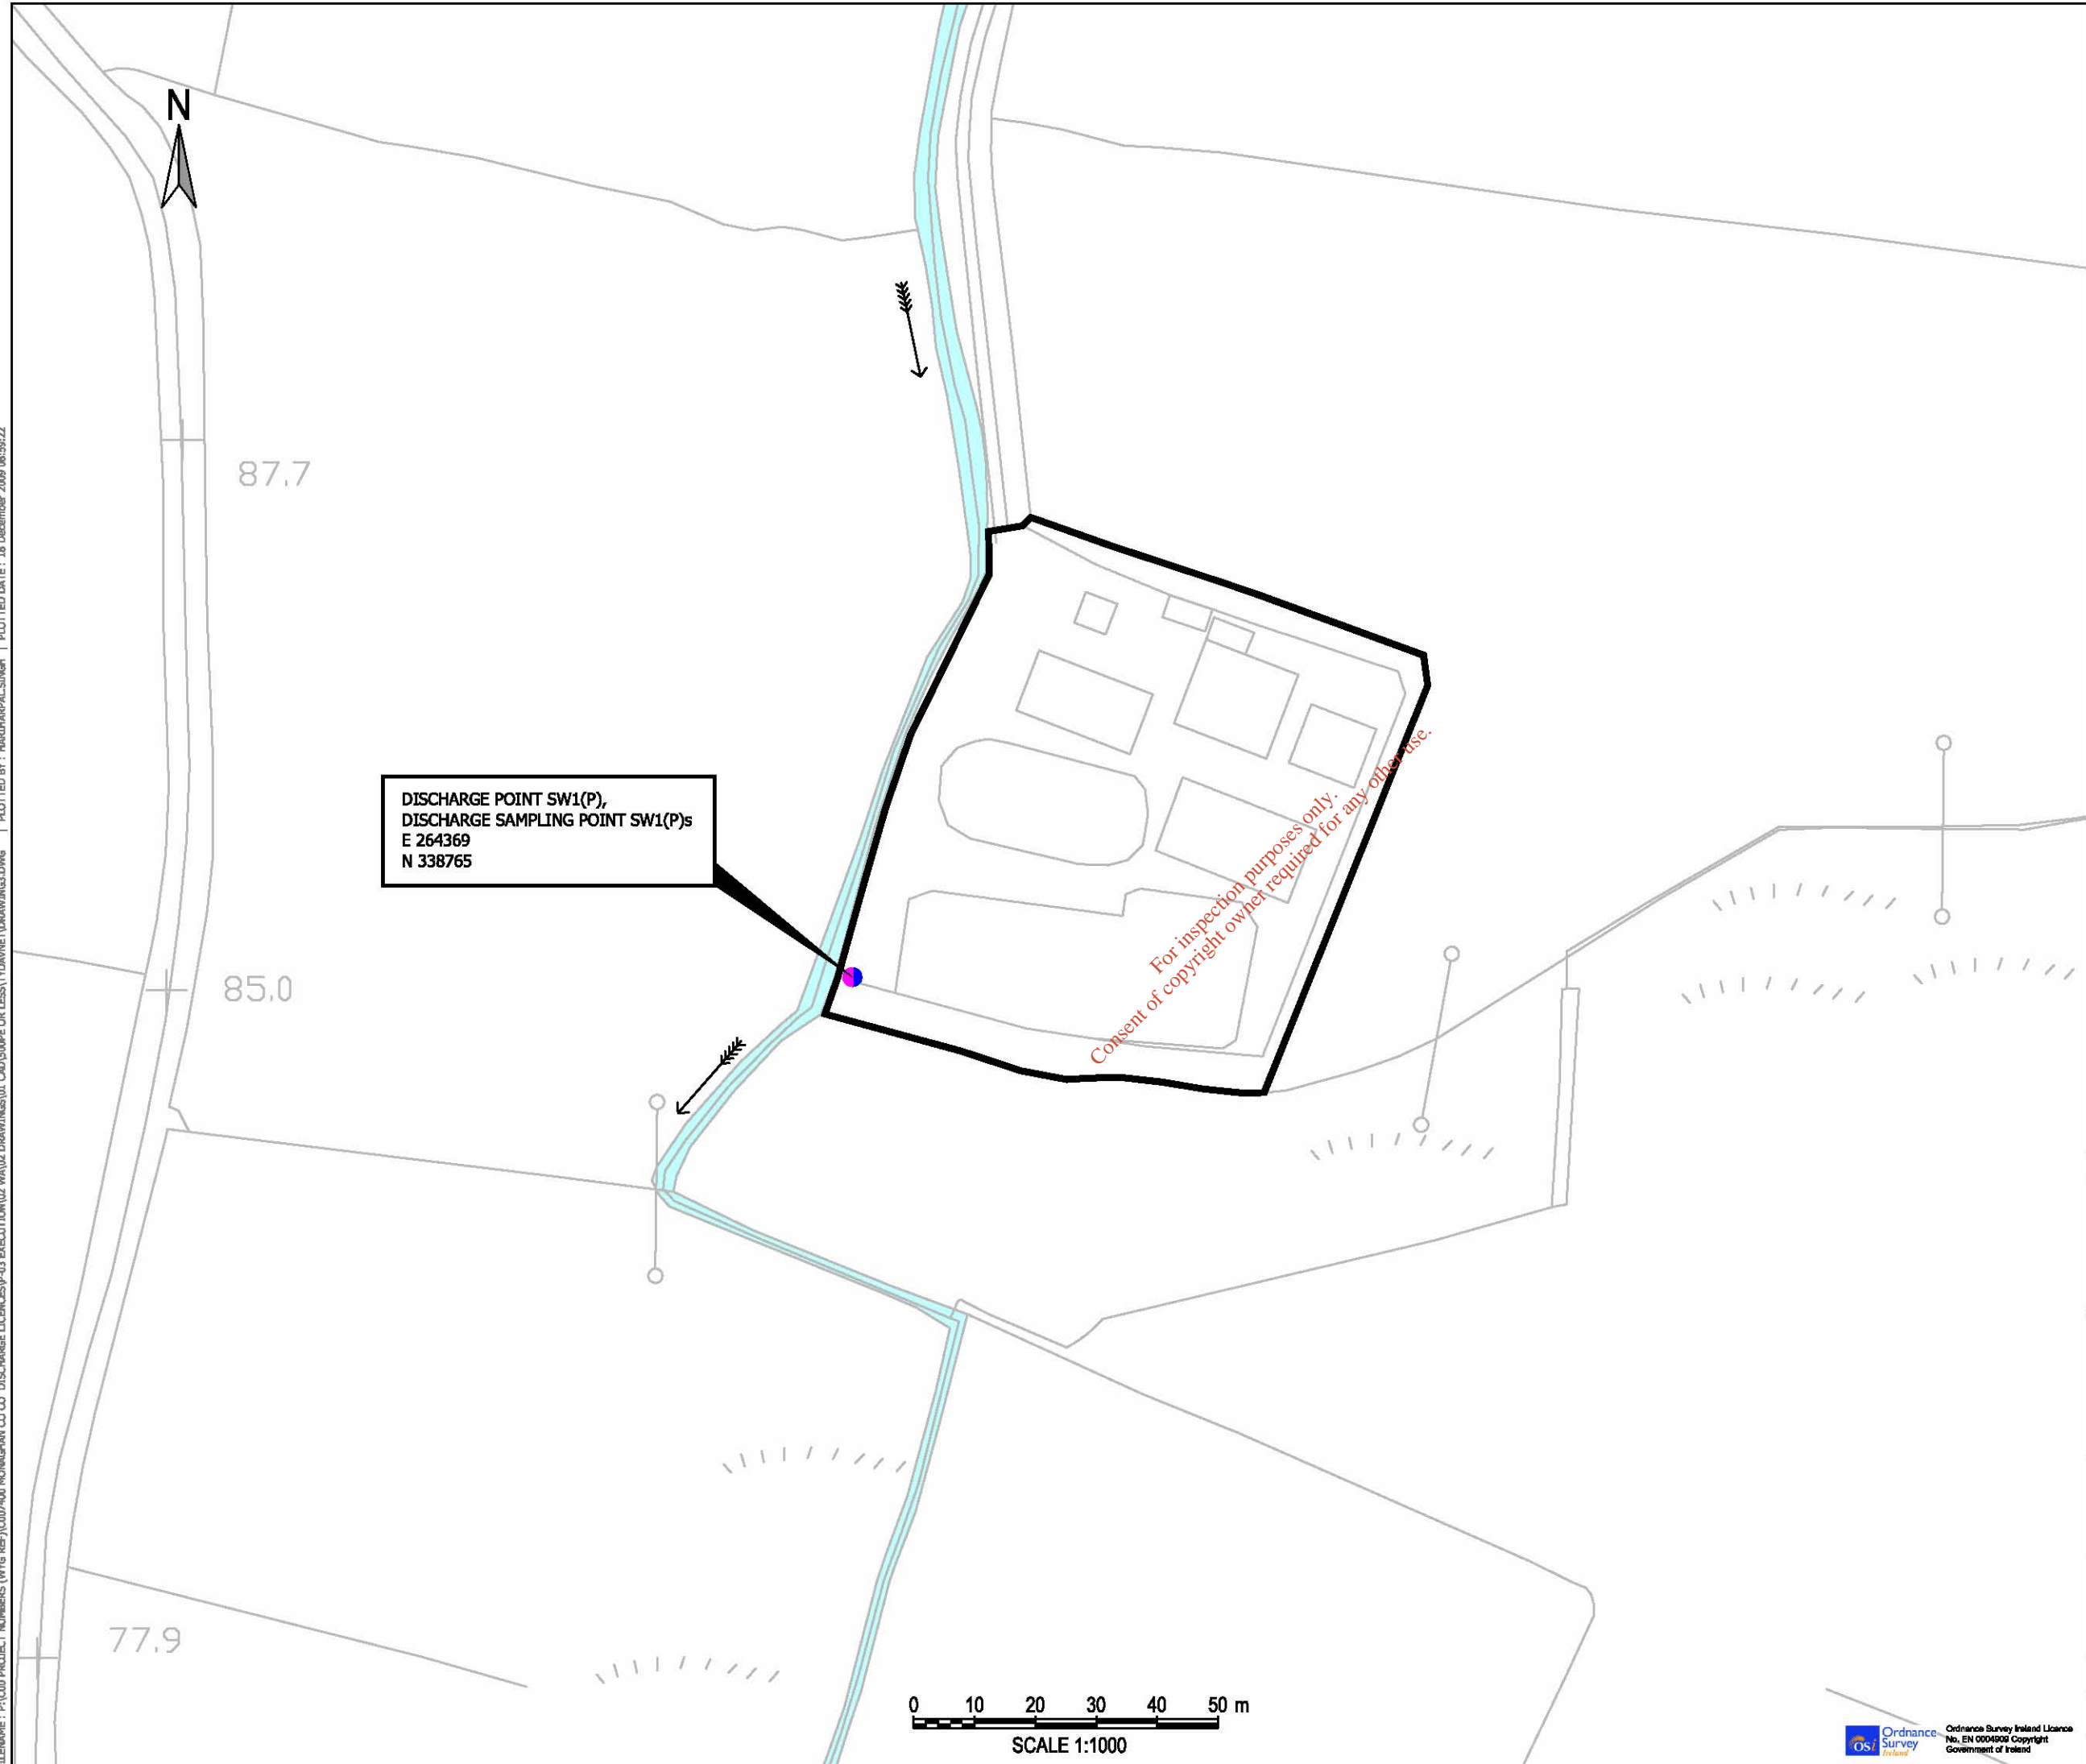 N
87.7
DISCHARGE POINT SW1(P),
DISCHARGE SAMPLING POINT SW1(P)s
E 264369
N 338765
For inspection purposes only.
Consent of copyright owner required for any other use.
85.0
77.9
0 10 20 30 40 50 m
SCALE 1:1000
OSi
Ordnance
Survey
Ireland
Ordnance Survey Ireland Licence
No. EN 0004909 Copyright
Government of Ireland